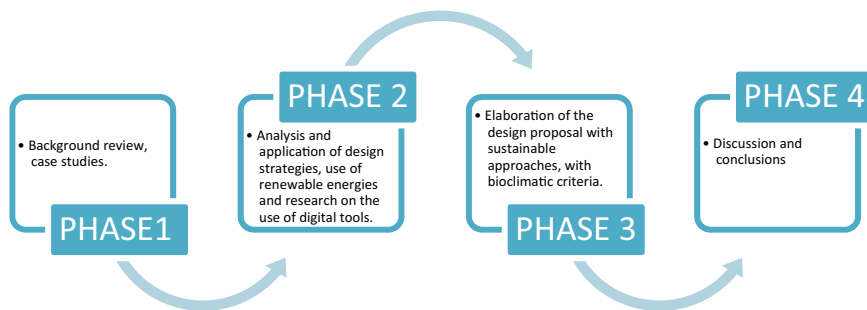 • Background review,
case studies.
PHASE1
PHASE 2
• Analysis and
application of design
strategies, use of
renewable energies
and research on the
use of digital tools.
• Elaboration of the
design proposal with
sustainable
approaches, with
bioclimatic criteria.
PHASE 3
PHASE 4
• Discussion and
conclusions